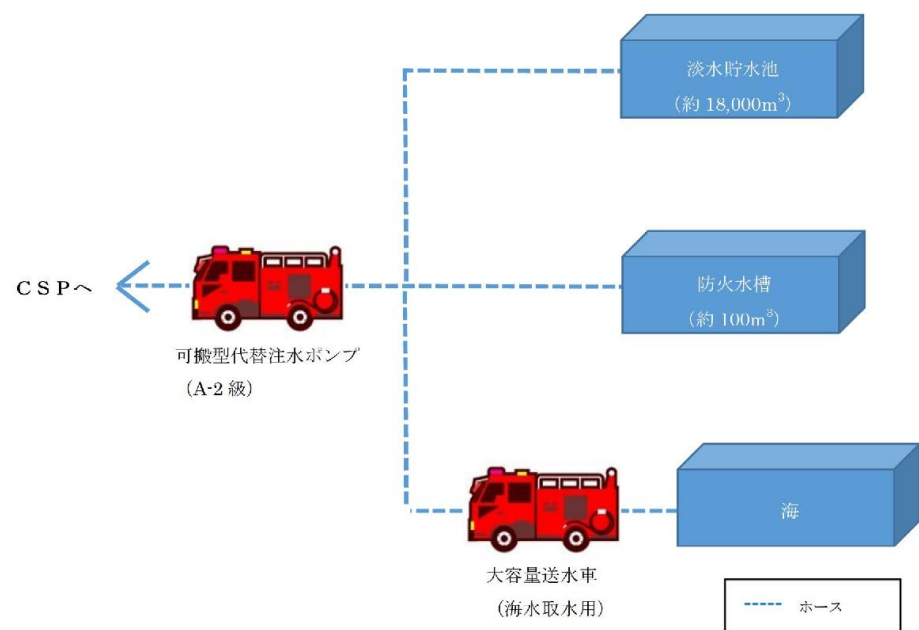 淡水貯水池
（約 18,000m³）
ＣＳＰへ
防火水槽
（約 100m³）
可搬型代替注水ポンプ
（A-2 級）
海
大容量送水車
（海水取水用）
ホース